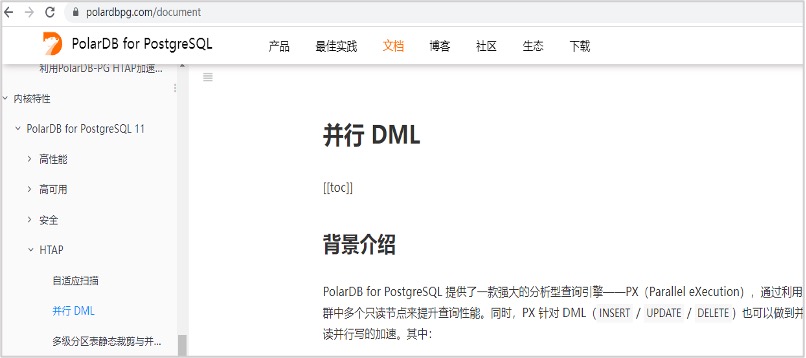 polardbpg.com/document
PolarDB for PostgreSQL 产品 最佳实践 文档 博客 社区 生态 下载
利用PolarDB-PG HTAP加速...
内核特性
PolarDB for PostgreSQL 11
高性能
高可用
安全
HTAP
自适应扫描
并行 DML
多级分区表静态裁剪与并...
并行 DML
[[toc]]
背景介绍
PolarDB for PostgreSQL 提供了一款强大的分析型查询引擎——PX（Parallel eXecution），通过利用
群中多个只读节点来提升查询性能。同时，PX 针对 DML（ INSERT / UPDATE / DELETE ）也可以做到并
读并行写的加速。其中：